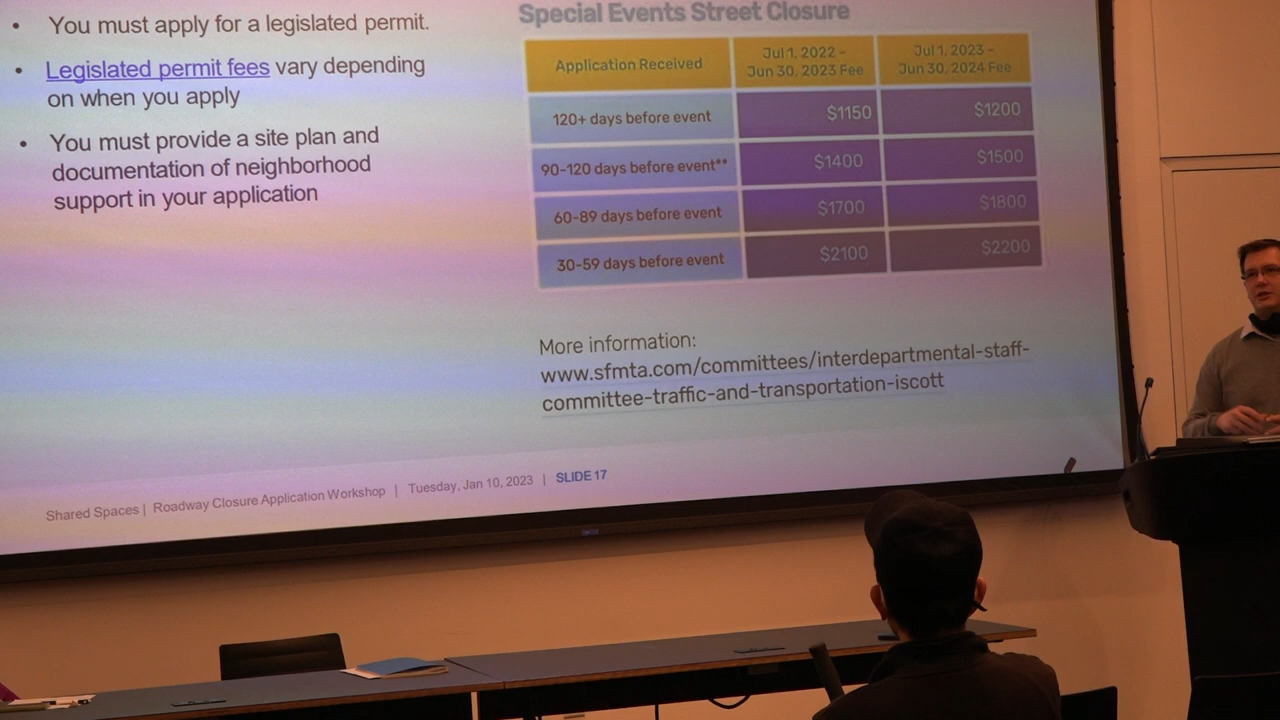 • You must apply for a legislated permit.
• Legislated permit fees vary depending
on when you apply
• You must provide a site plan and
documentation of neighborhood
support in your application
Special Events Street Closure
Application Received
Jul 1, 2022 –
Jun 30, 2023 Fee
Jul 1, 2023 –
Jun 30, 2024 Fee
120+ days before event $1150 $1200
90-120 days before event** $1400 $1500
60-89 days before event $1700 $1800
30-59 days before event $2100 $2200
More information:
www.sfmta.com/committees/interdepartmental-staff-
committee-traffic-and-transportation-iscott
Shared Spaces | Roadway Closure Application Workshop | Tuesday, Jan 10, 2023 | SLIDE 17